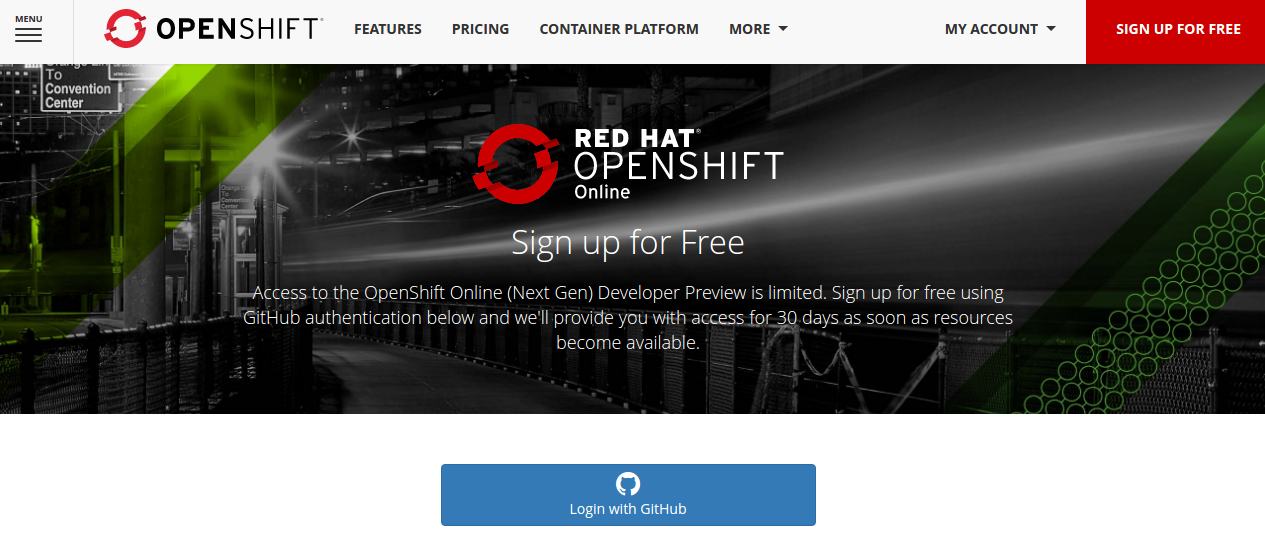 MENU
OPENSHIFT
FEATURES
PRICING
CONTAINER PLATFORM
MORE
MY ACCOUNT
SIGN UP FOR FREE
To
Convention
Center
RED HAT®
OPENSHIFT
Online
Sign up for Free
Access to the OpenShift Online (Next Gen) Developer Preview is limited. Sign up for free using
GitHub authentication below and we'll provide you with access for 30 days as soon as resources
become available.
Login with GitHub